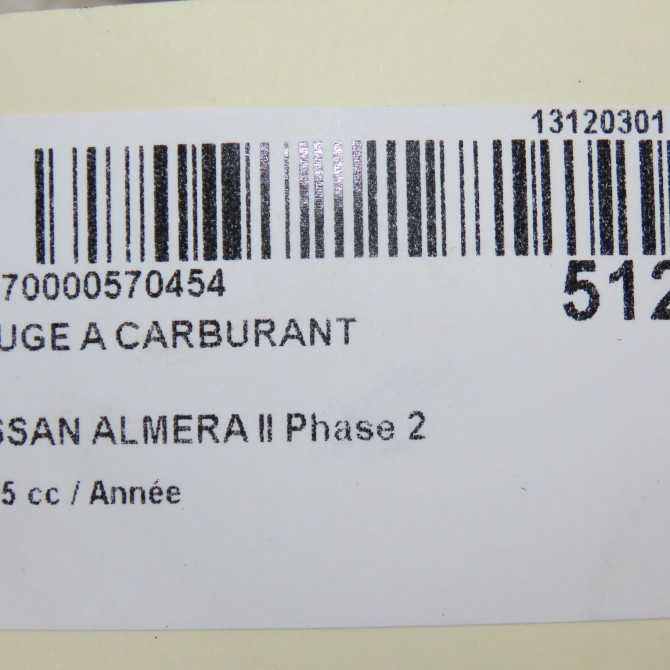 13120301
70000570454
512
UGE A CARBURANT
SSAN ALMERA II Phase 2
5 cc / Année